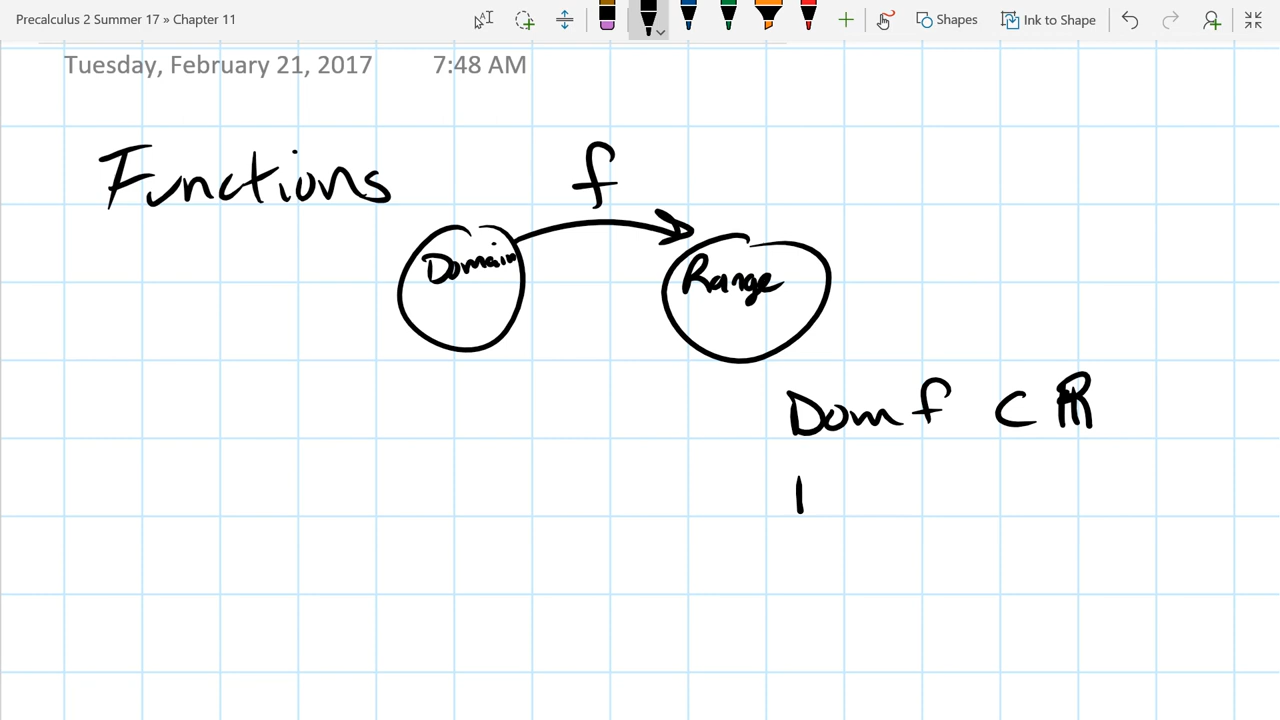 Precalculus 2 Summer 17 » Chapter 11
Shapes
Ink to Shape
Tuesday, February 21, 2017 7:48 AM
Functions
f
Domain
Range
Dom f ⊂ ℝ